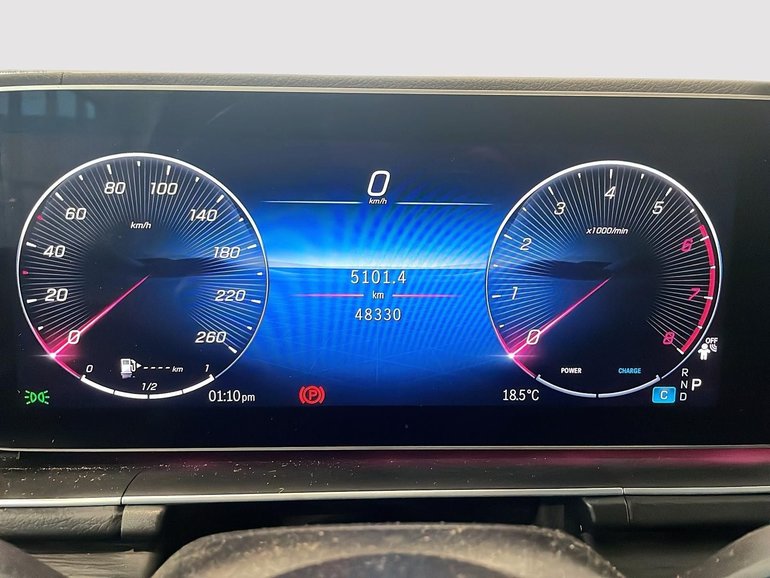 0
km/h
5101.4
km
48330
km/h
0
20
40
60
80
100
140
180
220
260
0
1/2
1
---- km
01:10 pm
P
x1000/min
0
1
2
3
4
5
6
7
8
OFF
POWER
CHARGE
18.5°C
C
R
N P
D